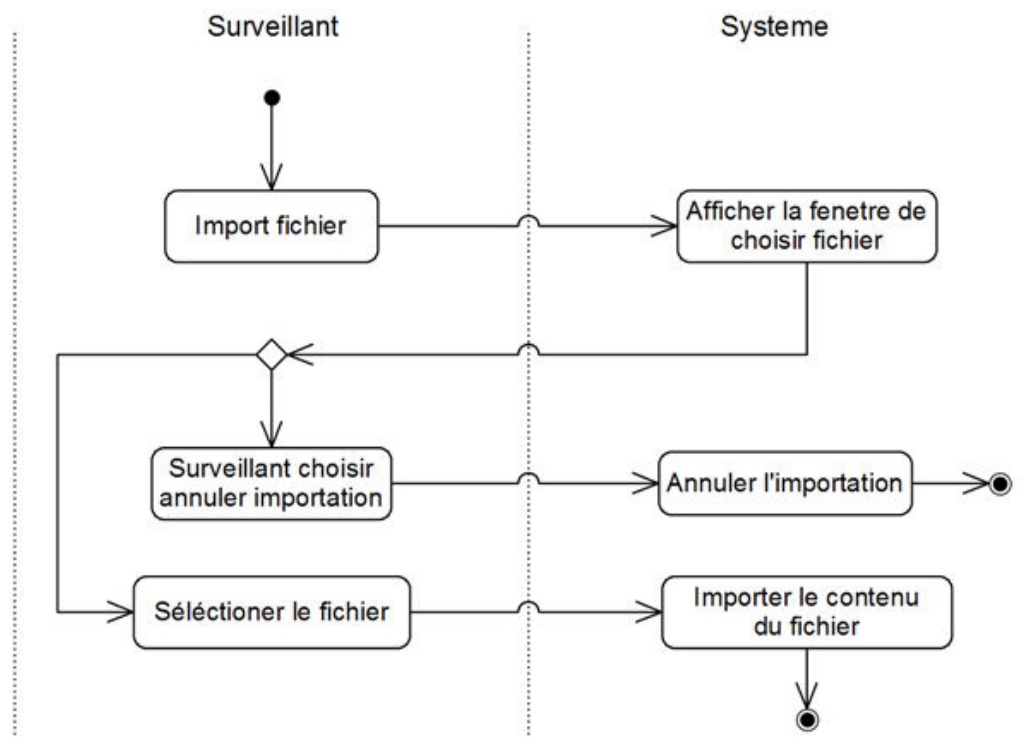 Surveillant
Systeme
Import fichier
Afficher la fenetre de
choisir fichier
Surveillant choisir
annuler importation
Annuler l'importation
Séléctioner le fichier
Importer le contenu
du fichier